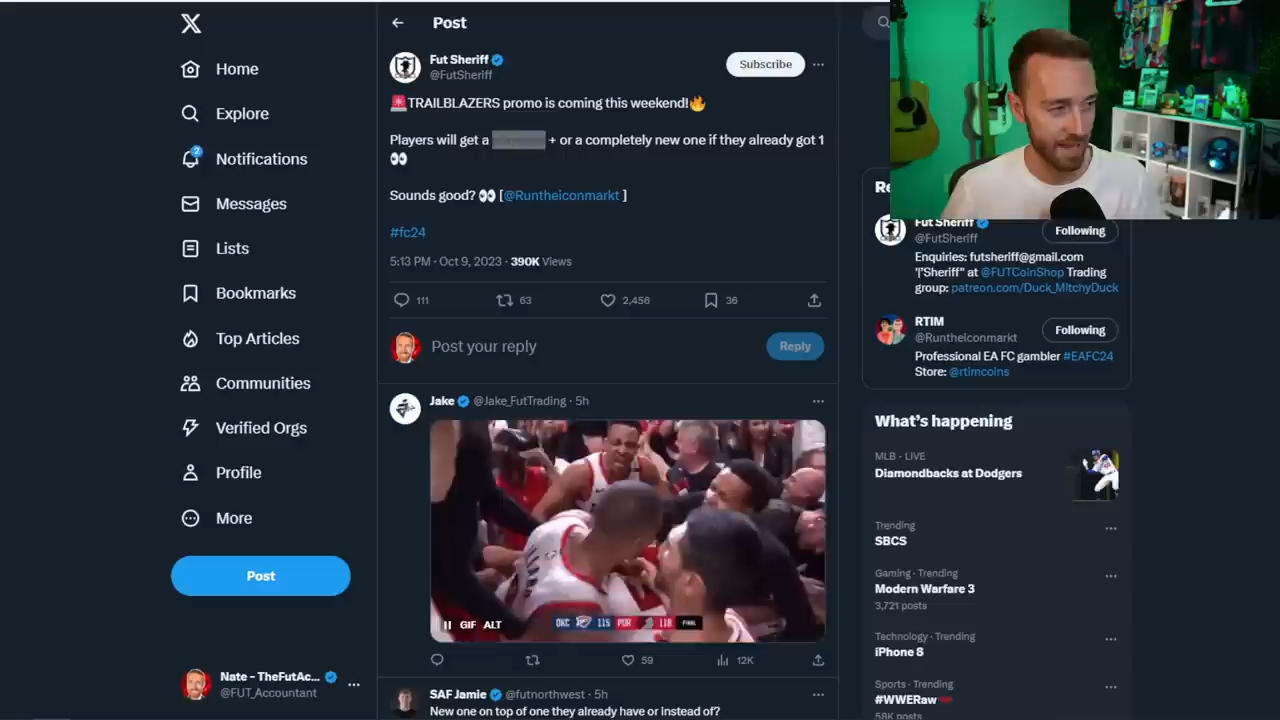 Home
Explore
2
Notifications
Messages
Lists
Bookmarks
Top Articles
Communities
Verified Orgs
Profile
More
Post
Nate - TheFutAc...
@FUT_Accountant
Post
Fut Sheriff
@FutSheriff
Subscribe
🚨TRAILBLAZERS promo is coming this weekend!🔥
Players will get a + or a completely new one if they already got 1
👀
Sounds good? 👀 [@Runtheiconmarkt ]
#fc24
5:13 PM · Oct 9, 2023 · 390K Views
111 63 2,456 36
Post your reply
Reply
Jake @Jake_FutTrading · 5h
OKC 115 POR 118 FINAL
GIF ALT
59 12K
SAF Jamie @futnorthwest · 5h
New one on top of one they already have or instead of?
Re
Fut Sheriff
@FutSheriff
Following
Enquiries: futsheriff@gmail.com
'|"Sheriff" at @FUTCoinShop Trading
group: patreon.com/Duck_MItchyDuck
RTIM
@Runtheiconmarkt
Following
Professional EA FC gambler #EAFC24
Store: @rtimcoins
What's happening
MLB · LIVE
Diamondbacks at Dodgers
Trending
SBCS
Gaming · Trending
Modern Warfare 3
3,721 posts
Technology · Trending
iPhone 8
Sports · Trending
#WWERaw
58K posts